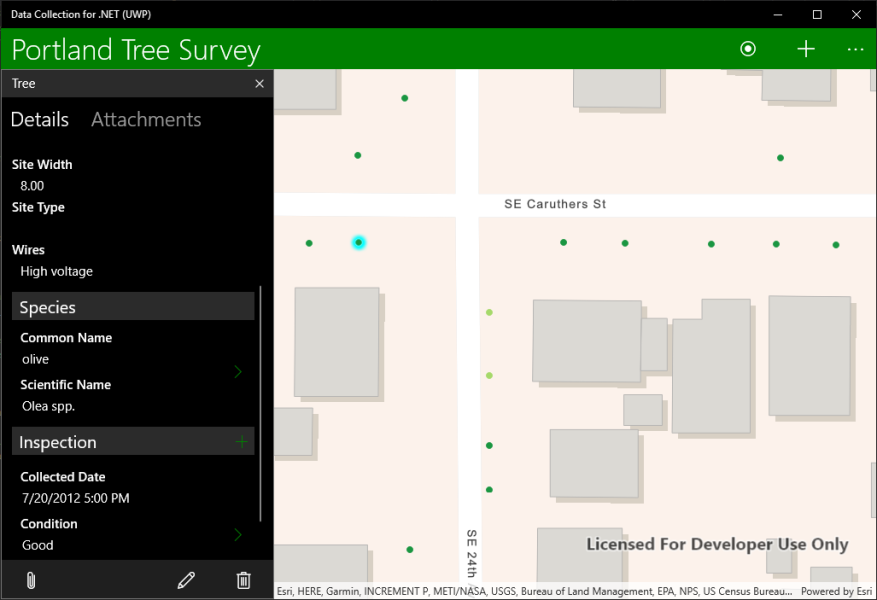 Data Collection for .NET (UWP)
Portland Tree Survey
Tree
Details Attachments
Site Width
8.00
Site Type
Wires
High voltage
Species
Common Name
olive
Scientific Name
Olea spp.
Inspection
Collected Date
7/20/2012 5:00 PM
Condition
Good
SE Caruthers St
SE 24th
Licensed For Developer Use Only
Esri, HERE, Garmin, INCREMENT P, METI/NASA, USGS, Bureau of Land Management, EPA, NPS, US Census Bureau... Powered by Esri